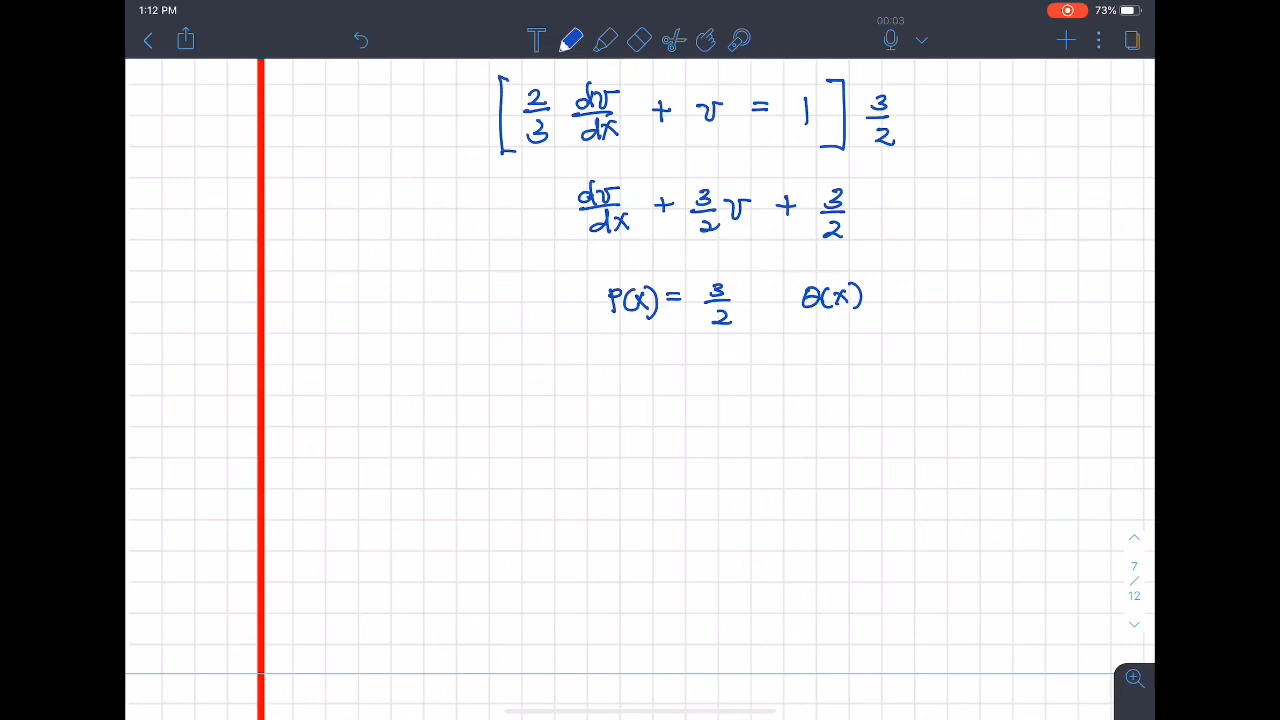 1:12 PM
73%
00:03
T
[ 2/3 dv/dx + v = 1 ] 3/2
dv/dx + 3/2 v + 3/2
P(x) = 3/2 Q(x)
7
/
12